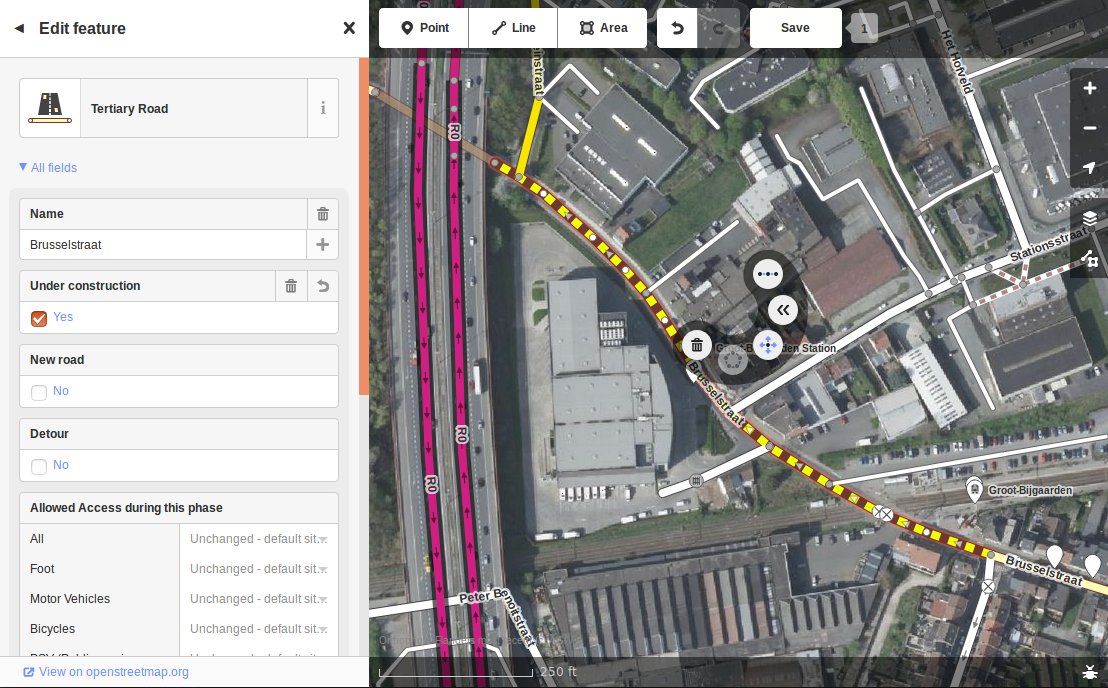 Edit feature
Point
Line
Area
Save
1
Tertiary Road
i
All fields
Name
Brusselstraat
Under construction
Yes
New road
No
Detour
No
Allowed Access during this phase
All
Unchanged - default sit..
Foot
Unchanged - default sit..
Motor Vehicles
Unchanged - default sit..
Bicycles
Unchanged - default sit..
View on openstreetmap.org
Het Hofveld
R0
Stationsstraat
Station
Brusselstraat
R0
R0
Groot-Bijgaarden
Brusselstraat
Peter Benoitstraat
250 ft